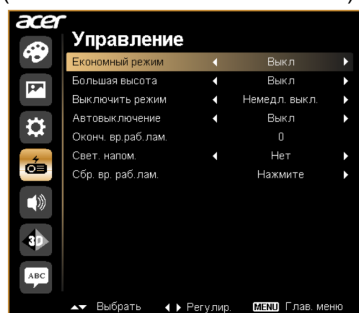 acer
Управление
Економный режим Выкл
Большая высота Выкл
Выключить режим Немедл. выкл.
Автовыключение Выкл
Оконч. вр.раб.лам. 0
Свет. напом. Нет
Сбр. вр. раб.лам. Нажмите
3D
ABC
Выбрать Регулир. MENU Глав. меню